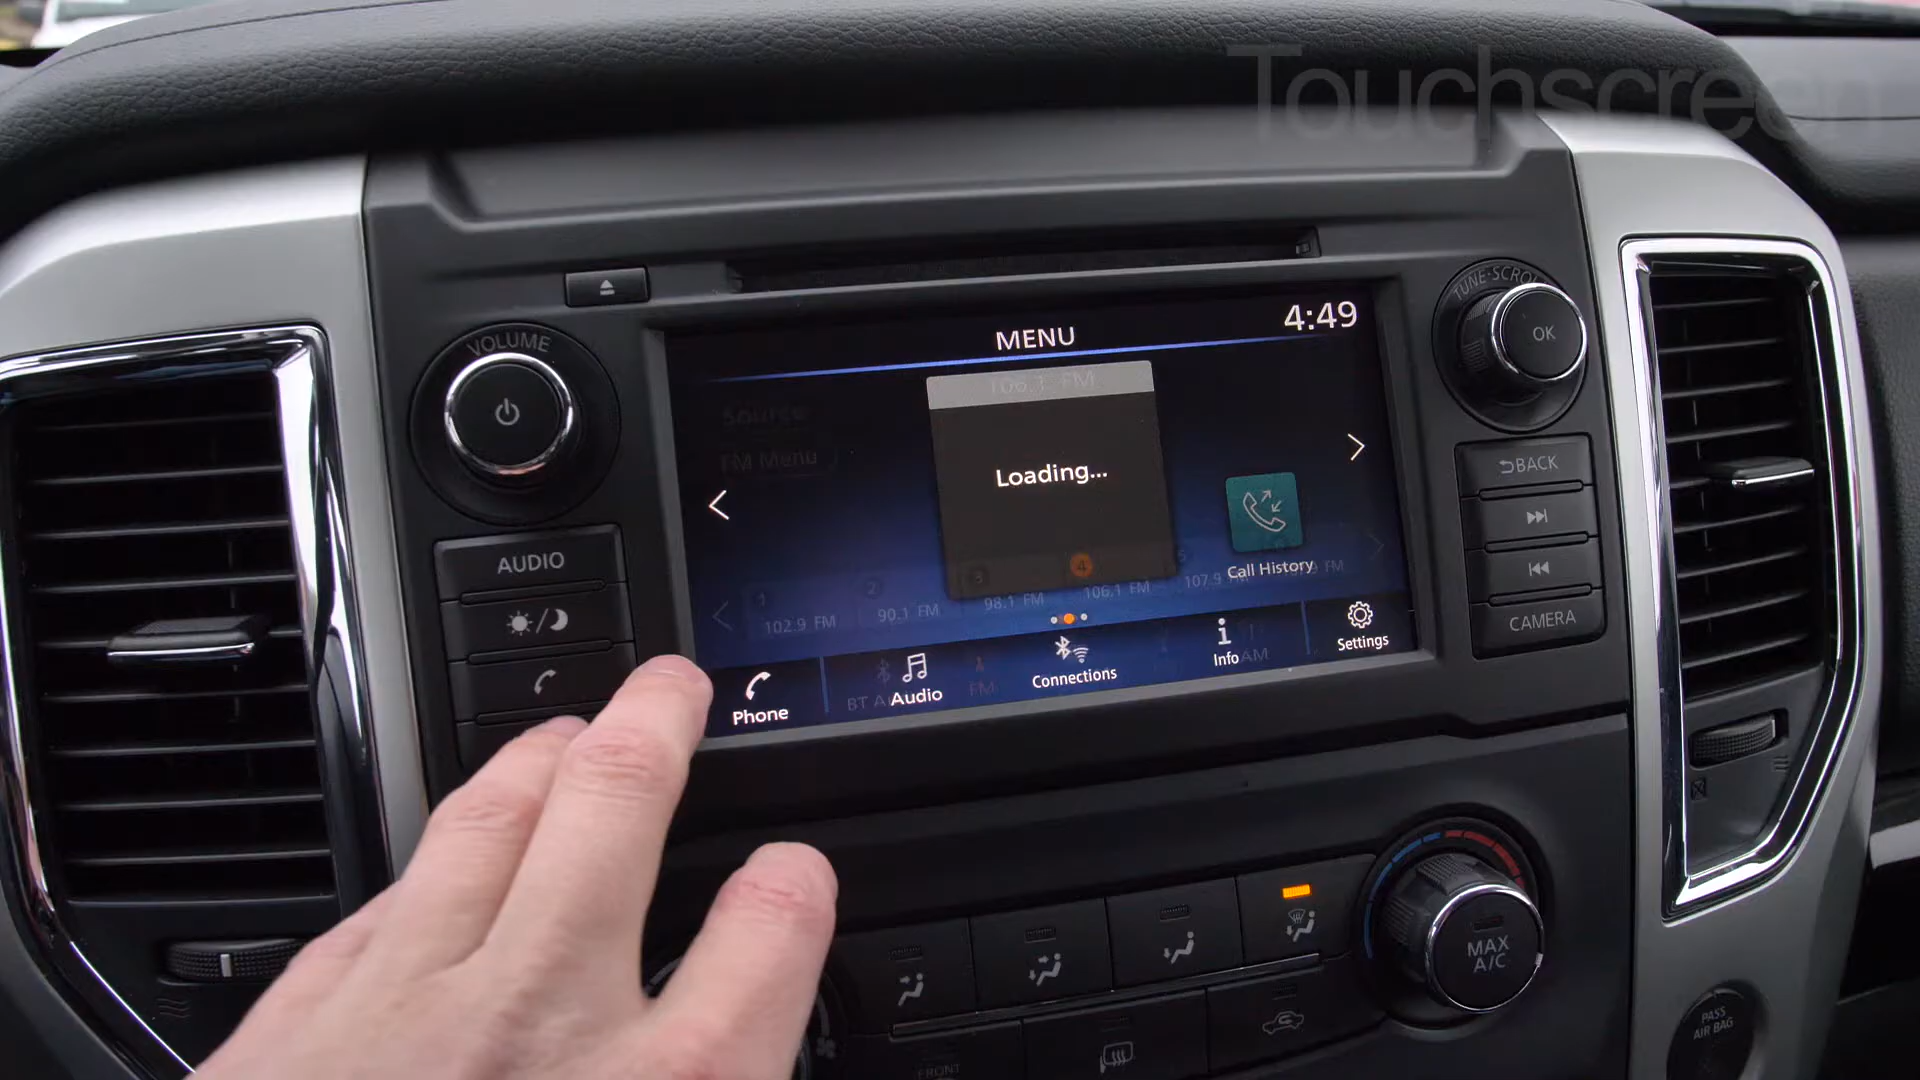 Touchscreen
TUNE·SCROLL
VOLUME
OK
4:49
MENU
106.1 FM
Source
FM Menu
Loading...
BACK
AUDIO
Call History
1
2
3
4
5
102.9 FM
90.1 FM
98.1 FM
106.1 FM
107.9 FM
FM
CAMERA
Phone
BT A
Audio
FM
Connections
Info
AM
Settings
MAX
A/C
PASS
AIR BAG
FRONT